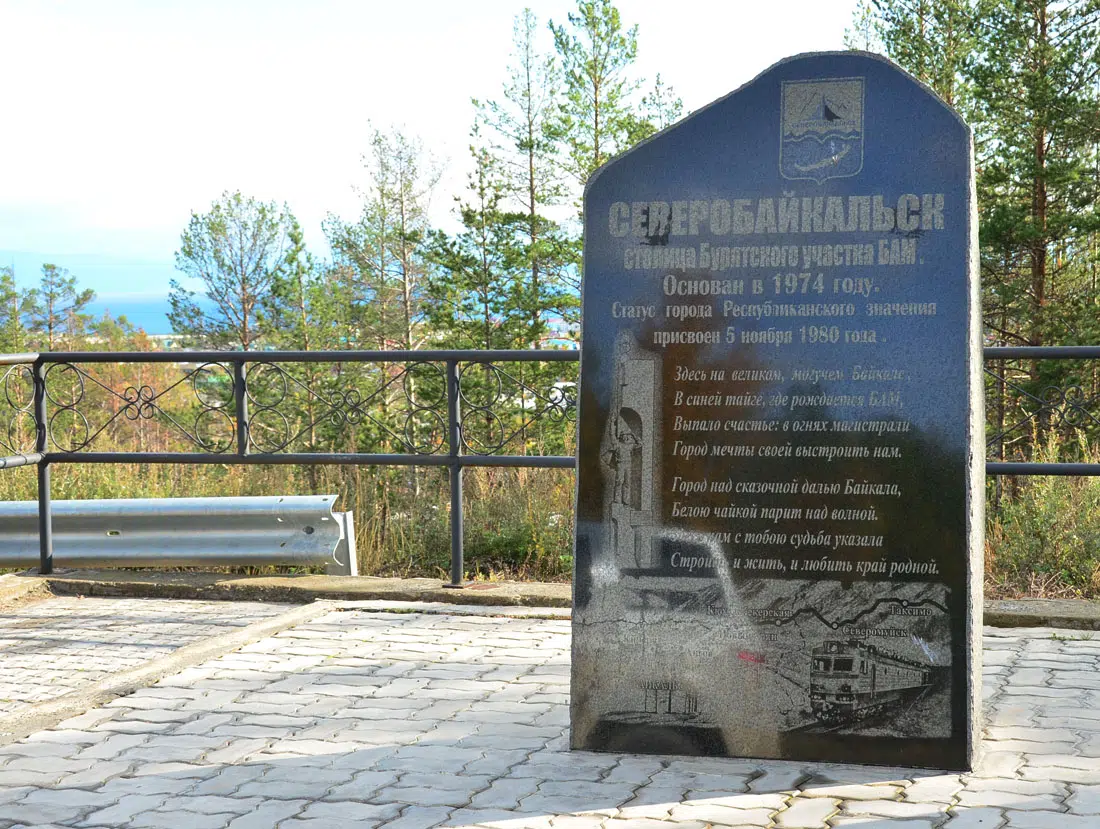 СЕВЕРОБАЙКАЛЬСК
столица Бурятского участка БАМ .
Основан в 1974 году.
Статус города Республиканского значения
присвоен 5 ноября 1980 года .
Здесь на великом, могучем Байкале,
В синей тайге, где рождается БАМ,
Выпало счастье: в огнях магистрали
Город мечты своей выстроить нам.
Город над сказочной далью Байкала,
Белою чайкой парит над волной.
нам с тобою судьба указала
и жить, и любить край родной.
Таксимо
Северомуйск